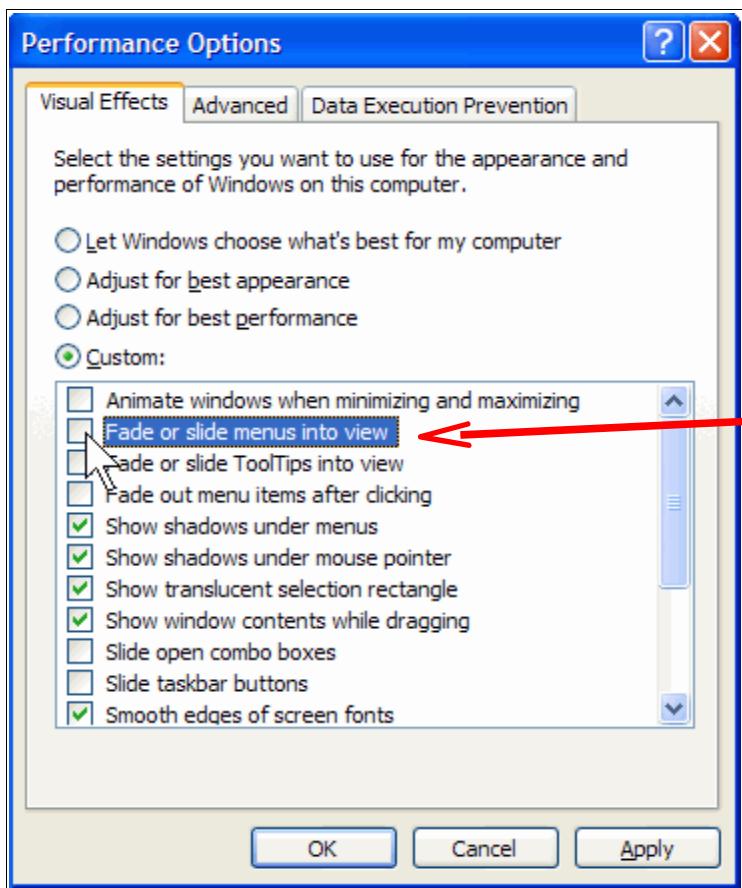 Performance Options
Visual Effects Advanced Data Execution Prevention
Select the settings you want to use for the appearance and
performance of Windows on this computer.
Let Windows choose what's best for my computer
Adjust for best appearance
Adjust for best performance
Custom:
Animate windows when minimizing and maximizing
Fade or slide menus into view
Fade or slide ToolTips into view
Fade out menu items after clicking
Show shadows under menus
Show shadows under mouse pointer
Show translucent selection rectangle
Show window contents while dragging
Slide open combo boxes
Slide taskbar buttons
Smooth edges of screen fonts
OK Cancel Apply